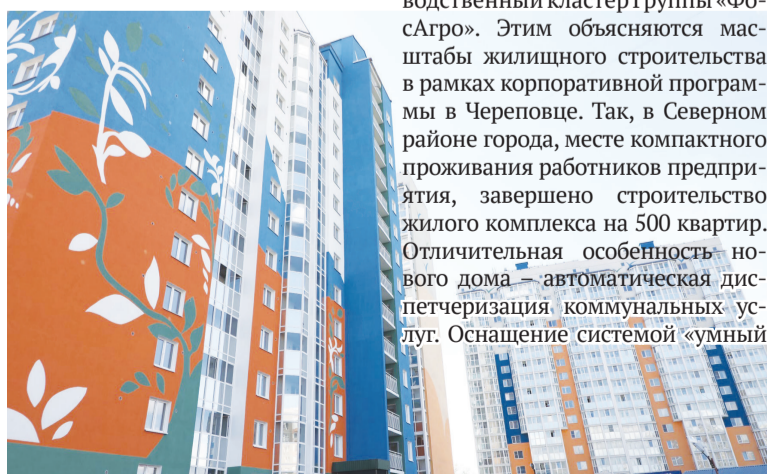 водственный кластер Группы «Фо-
сАгро». Этим объясняются мас-
штабы жилищного строительства
в рамках корпоративной програм-
мы в Череповце. Так, в Северном
районе города, месте компактного
проживания работников предпри-
ятия, завершено строительство
жилого комплекса на 500 квартир.
Отличительная особенность но-
вого дома – автоматическая дис-
петчеризация коммунальных ус-
луг. Оснащение системой «умный